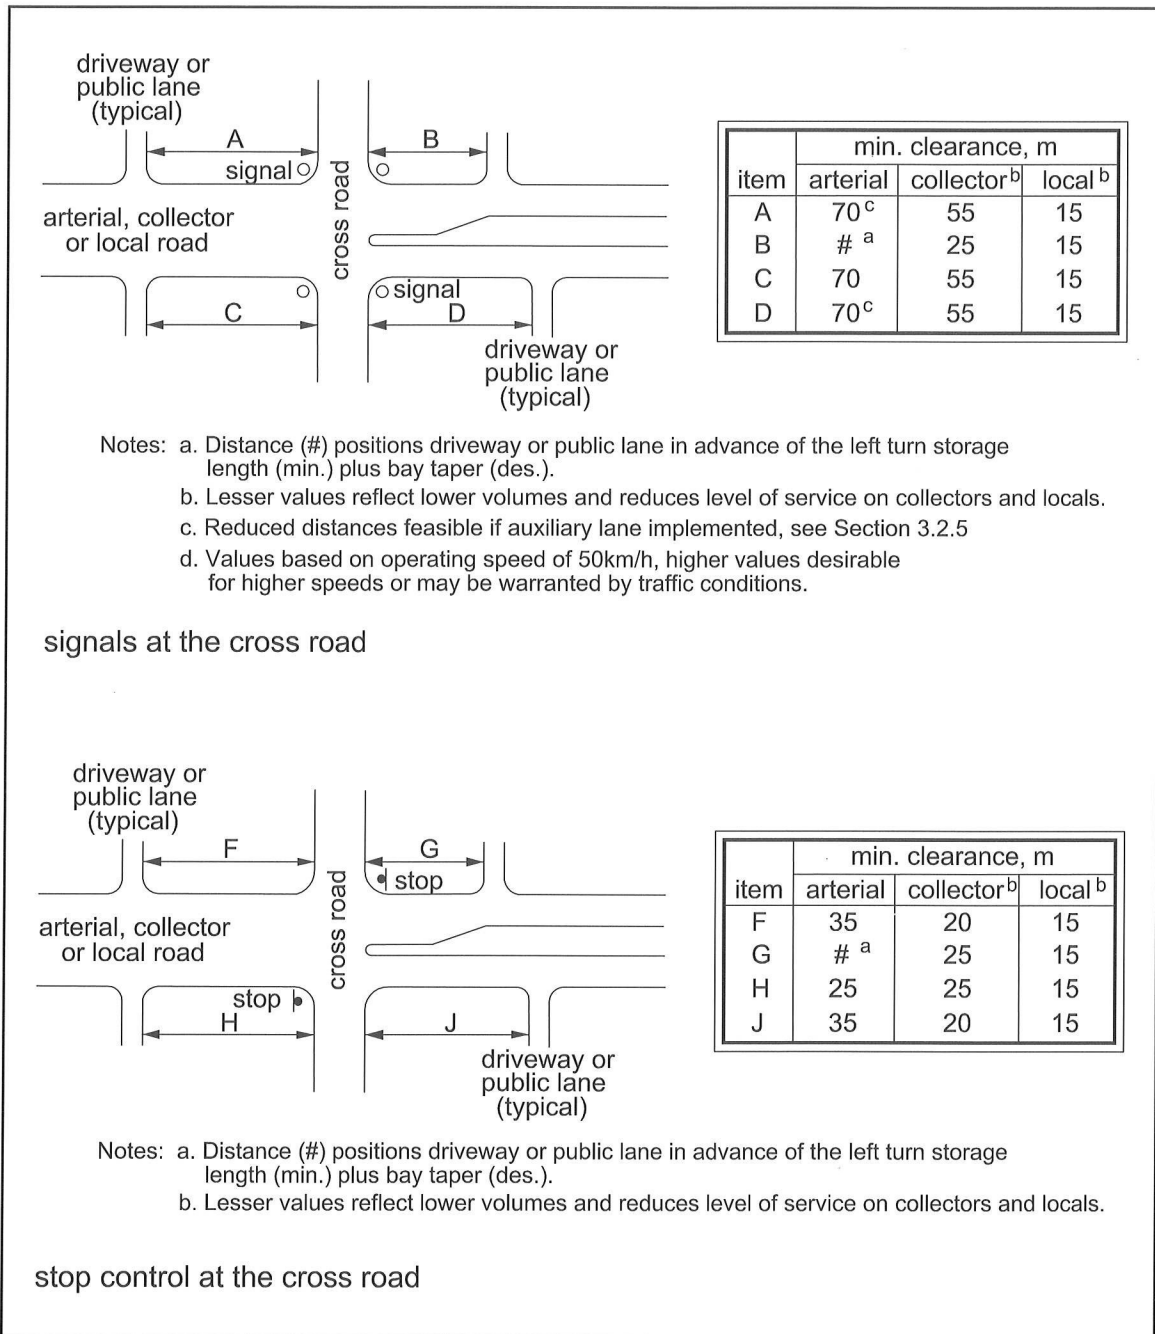 driveway or
public lane
(typical)
A
B
signal
signal
arterial, collector
or local road
cross road
C
D
driveway or
public lane
(typical)
min. clearance, m
item arterial collector b local b
A 70 c 55 15
B # a 25 15
C 70 55 15
D 70 c 55 15
Notes: a. Distance (#) positions driveway or public lane in advance of the left turn storage
length (min.) plus bay taper (des.).
b. Lesser values reflect lower volumes and reduces level of service on collectors and locals.
c. Reduced distances feasible if auxiliary lane implemented, see Section 3.2.5
d. Values based on operating speed of 50km/h, higher values desirable
for higher speeds or may be warranted by traffic conditions.
signals at the cross road
driveway or
public lane
(typical)
F
G
stop
arterial, collector
or local road
cross road
stop
H
J
driveway or
public lane
(typical)
min. clearance, m
item arterial collector b local b
F 35 20 15
G # a 25 15
H 25 25 15
J 35 20 15
Notes: a. Distance (#) positions driveway or public lane in advance of the left turn storage
length (min.) plus bay taper (des.).
b. Lesser values reflect lower volumes and reduces level of service on collectors and locals.
stop control at the cross road